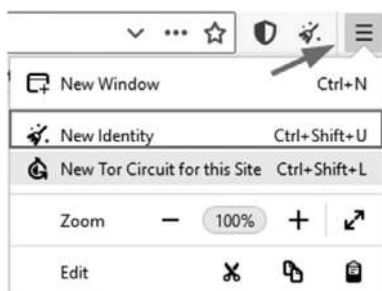 New Window Ctrl+N
New Identity Ctrl+Shift+U
New Tor Circuit for this Site Ctrl+Shift+L
Zoom 100%
Edit